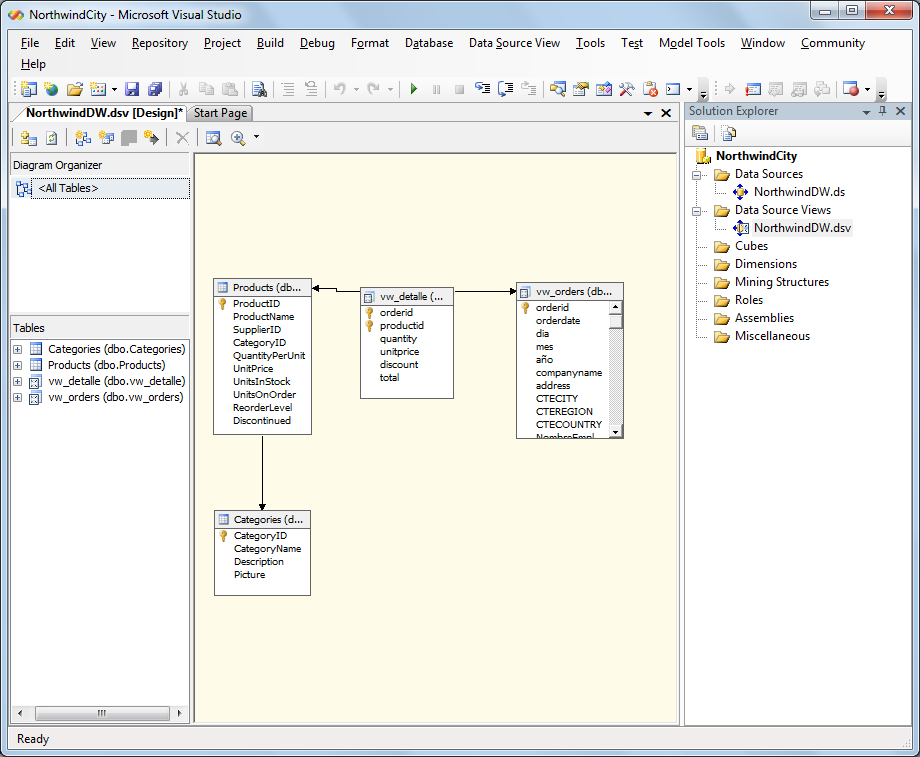 NorthwindCity - Microsoft Visual Studio
File Edit View Repository Project Build Debug Format Database Data Source View Tools Test Model Tools Window Community
Help
NorthwindDW.dsv [Design]* Start Page
Diagram Organizer
<All Tables>
Tables
Categories (dbo.Categories)
Products (dbo.Products)
vw_detalle (dbo.vw_detalle)
vw_orders (dbo.vw_orders)
Products (dbo...
ProductID
ProductName
SupplierID
CategoryID
QuantityPerUnit
UnitPrice
UnitsInStock
UnitsOnOrder
ReorderLevel
Discontinued
vw_detalle (...
orderid
productid
quantity
unitprice
discount
total
vw_orders (dbo...
orderid
orderdate
dia
mes
año
companyname
address
CTECITY
CTEREGION
CTECOUNTRY
NombreEmpl
Categories (d...
CategoryID
CategoryName
Description
Picture
Solution Explorer
NorthwindCity
Data Sources
NorthwindDW.ds
Data Source Views
NorthwindDW.dsv
Cubes
Dimensions
Mining Structures
Roles
Assemblies
Miscellaneous
Ready